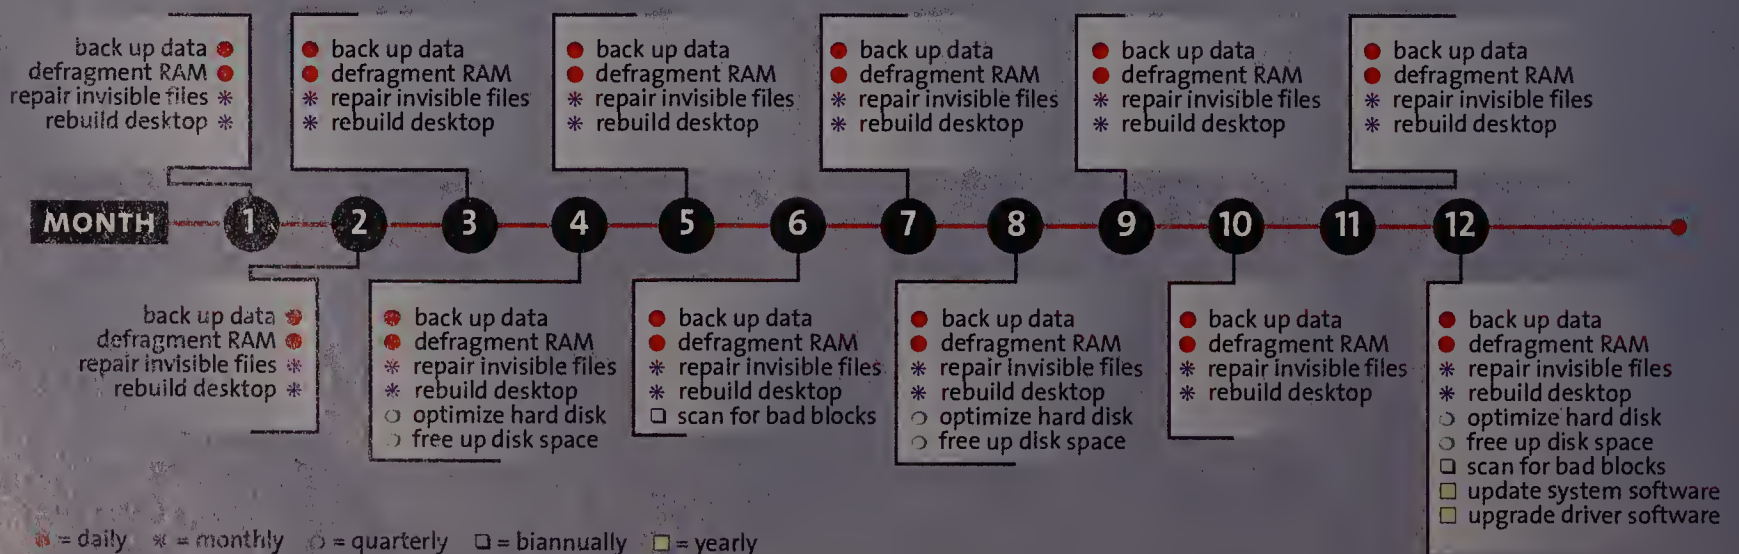 back up data
defragment RAM
repair invisible files
rebuild desktop
back up data
defragment RAM
repair invisible files
rebuild desktop
back up data
defragment RAM
repair invisible files
rebuild desktop
back up data
defragment RAM
repair invisible files
rebuild desktop
back up data
defragment RAM
repair invisible files
rebuild desktop
back up data
defragment RAM
repair invisible files
rebuild desktop
MONTH 1 2 3 4 5 6 7 8 9 10 11 12
back up data
defragment RAM
repair invisible files
rebuild desktop
back up data
defragment RAM
repair invisible files
rebuild desktop
optimize hard disk
free up disk space
back up data
defragment RAM
repair invisible files
rebuild desktop
scan for bad blocks
back up data
defragment RAM
repair invisible files
rebuild desktop
optimize hard disk
free up disk space
back up data
defragment RAM
repair invisible files
rebuild desktop
back up data
defragment RAM
repair invisible files
rebuild desktop
optimize hard disk
free up disk space
scan for bad blocks
update system software
upgrade driver software
= daily = monthly = quarterly = biannually = yearly